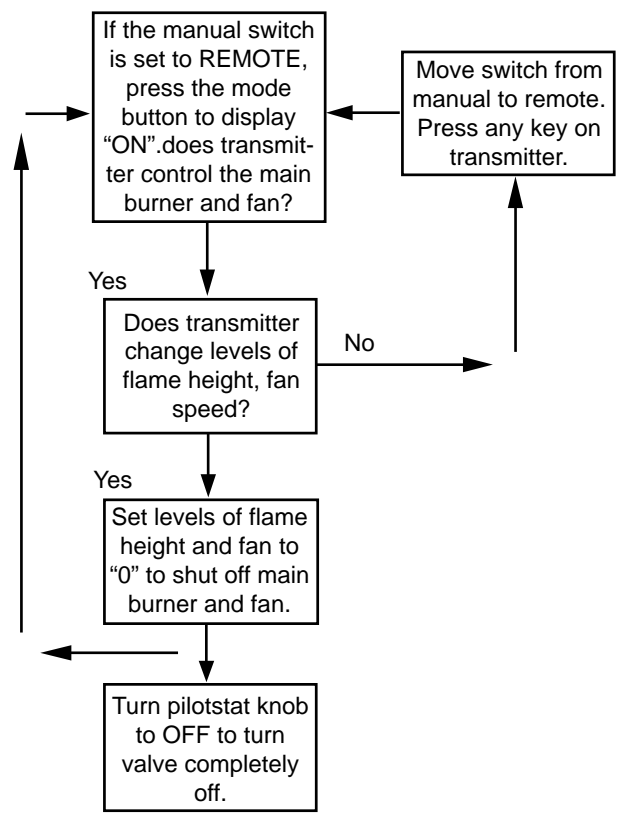 If the manual switch
is set to REMOTE,
press the mode
button to display
“ON”.does transmit-
ter control the main
burner and fan?
Move switch from
manual to remote.
Press any key on
transmitter.
Yes
Does transmitter
change levels of
flame height, fan
speed?
No
Yes
Set levels of flame
height and fan to
“0” to shut off main
burner and fan.
Turn pilotstat knob
to OFF to turn
valve completely
off.